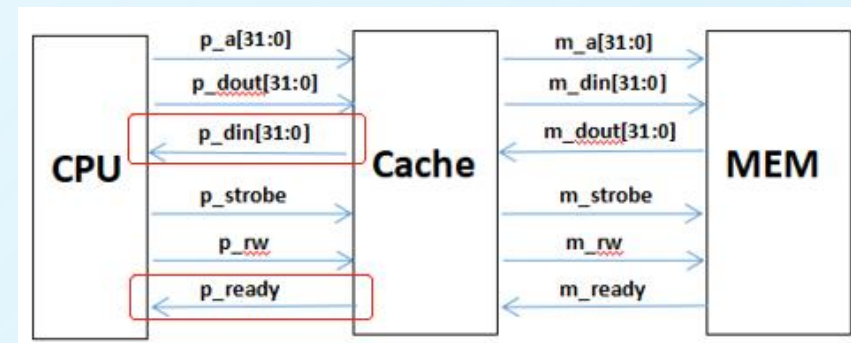 p_a[31:0]
m_a[31:0]
p_dout[31:0]
m_din[31:0]
p_din[31:0]
m_dout[31:0]
CPU
Cache
MEM
p_strobe
m_strobe
p_rw
m_rw
p_ready
m_ready